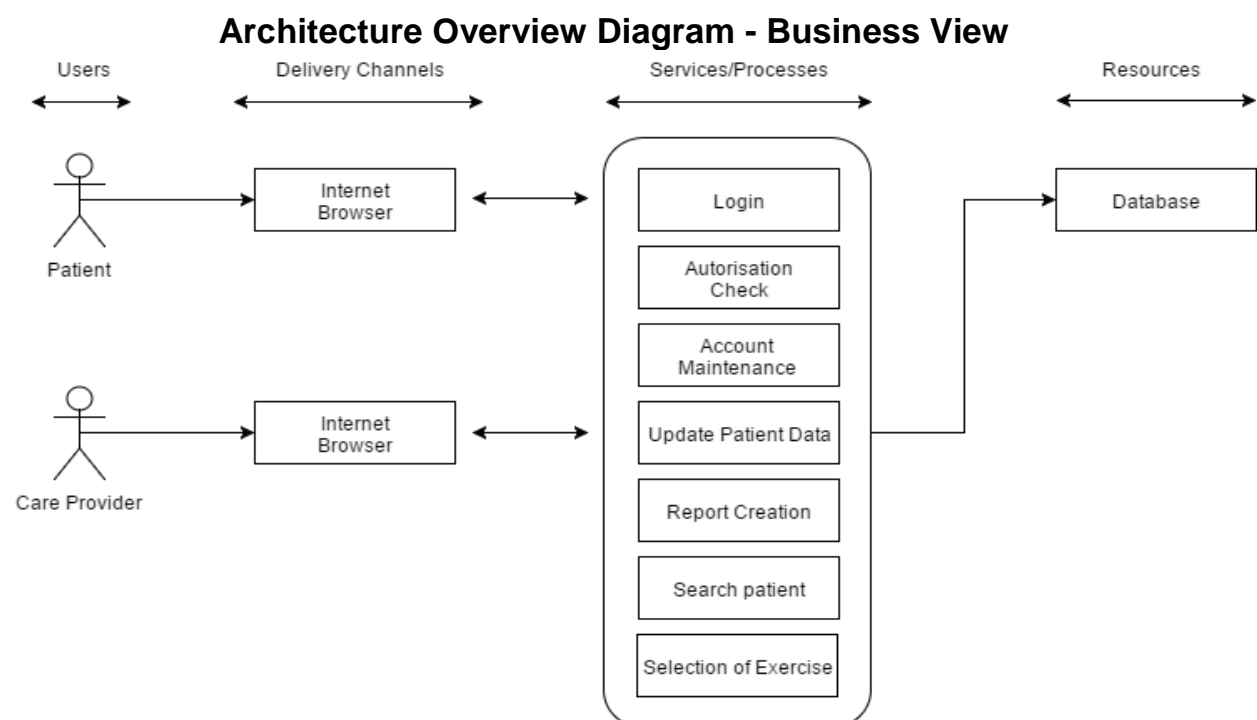 Architecture Overview Diagram - Business View
Users
Delivery Channels
Services/Processes
Resources
Patient
Internet
Browser
Login
Database
Autorisation
Check
Account
Maintenance
Care Provider
Internet
Browser
Update Patient Data
Report Creation
Search patient
Selection of Exercise